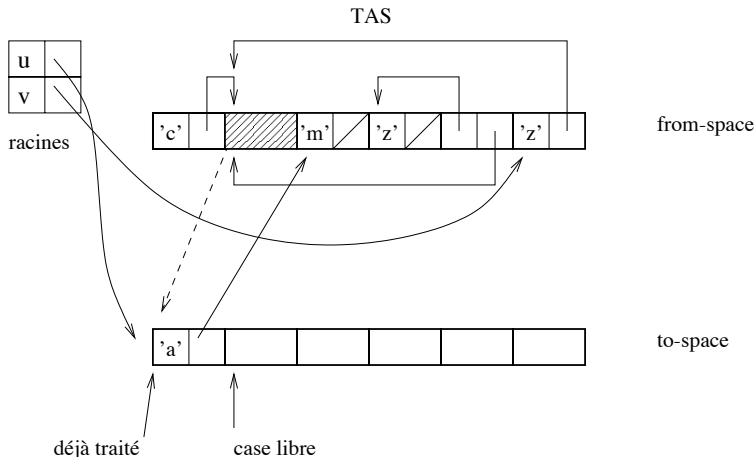 TAS
u
v
racines
'c' 'm' 'z' 'z'
from-space
'a'
to-space
déjà traité
case libre